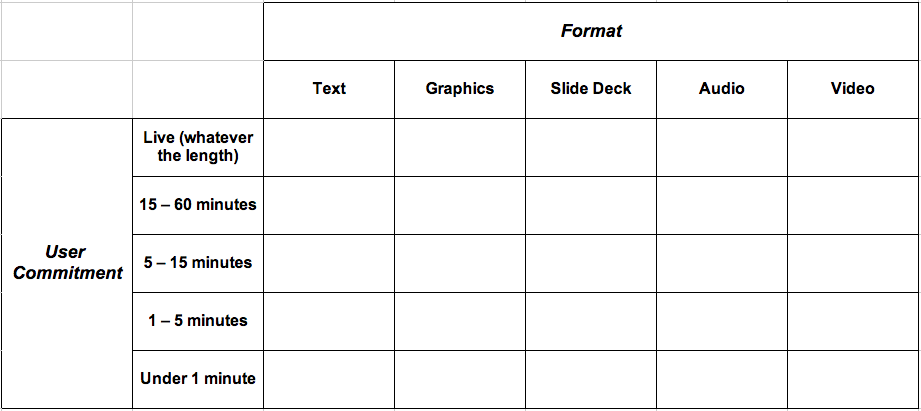 Format
Text
Graphics
Slide Deck
Audio
Video
User
Commitment
Live (whatever
the length)
15 – 60 minutes
5 – 15 minutes
1 – 5 minutes
Under 1 minute